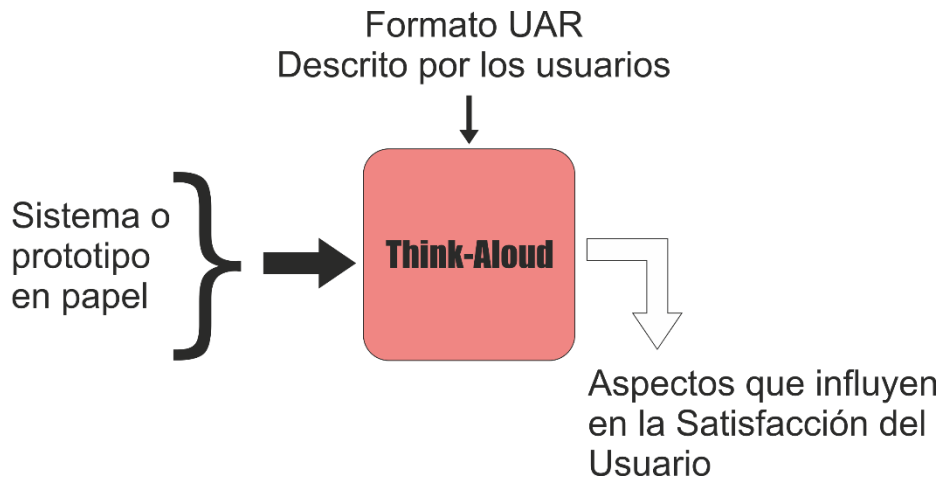 Formato UAR
Descrito por los usuarios
Sistema o
prototipo
en papel
Think-Aloud
Aspectos que influyen
en la Satisfacción del
Usuario